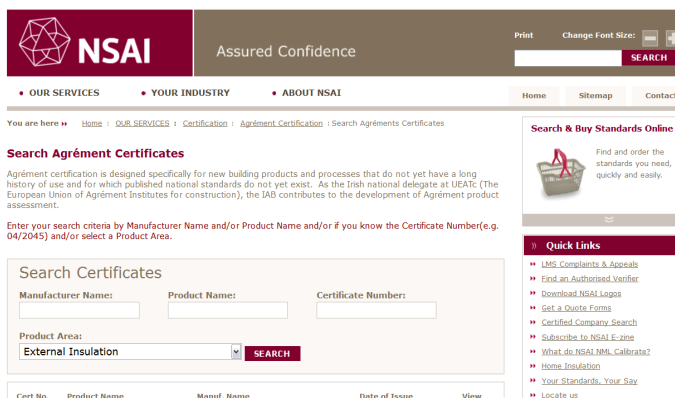 NSAI
Assured Confidence
Print Change Font Size:
SEARCH
• OUR SERVICES • YOUR INDUSTRY • ABOUT NSAI
Home Sitemap Contact
You are here » Home : OUR SERVICES : Certification : Agrément Certification : Search Agréments Certificates
Search Agrément Certificates
Agrément certification is designed specifically for new building products and processes that do not yet have a long
history of use and for which published national standards do not yet exist. As the Irish national delegate at UEATc (The
European Union of Agrément Institutes for construction), the IAB contributes to the development of Agrément product
assessment.
Enter your search criteria by Manufacturer Name and/or Product Name and/or if you know the Certificate Number(e.g.
04/2045) and/or select a Product Area.
Search Certificates
Manufacturer Name: Product Name: Certificate Number:
Product Area:
External Insulation
SEARCH
Cert No. Product Name Manuf. Name Date of Issue View
Search & Buy Standards Online
Find and order the
standards you need,
quickly and easily.
» Quick Links
LMS Complaints & Appeals
Find an Authorised Verifier
Download NSAI Logos
Get a Quote Forms
Certified Company Search
Subscribe to NSAI E-zine
What do NSAI NML Calibrate?
Home Insulation
Your Standards, Your Say
Locate us